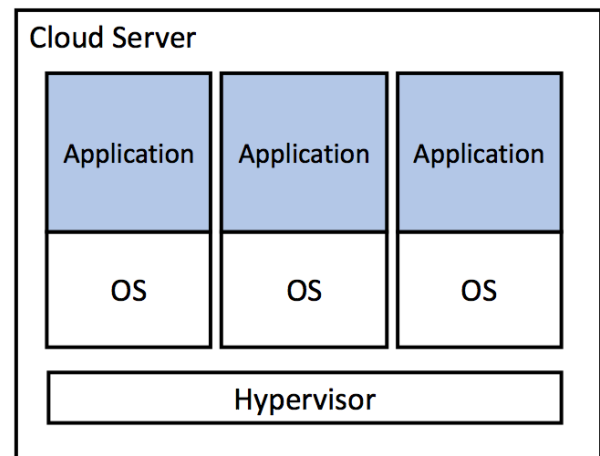 Cloud Server
Application Application Application
OS OS OS
Hypervisor